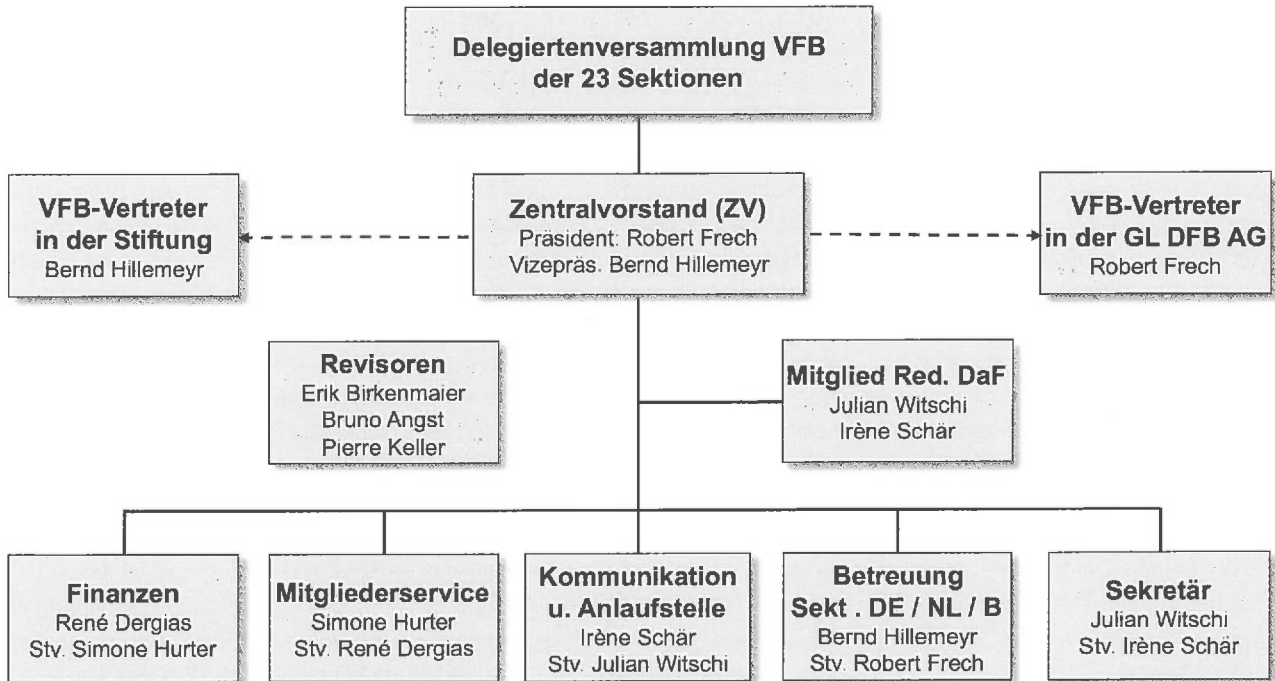 Delegiertenversammlung VFB
der 23 Sektionen
VFB-Vertreter
in der Stiftung
Bernd Hillemeyr
Zentralvorstand (ZV)
Präsident: Robert Frech
Vizepräs. Bernd Hillemeyr
VFB-Vertreter
in der GL DFB AG
Robert Frech
Revisoren
Erik Birkenmaier
Bruno Angst
Pierre Keller
Mitglied Red. DaF
Julian Witschi
Irène Schär
Finanzen
René Dergias
Stv. Simone Hurter
Mitgliederservice
Simone Hurter
Stv. René Dergias
Kommunikation
u. Anlaufstelle
Irène Schär
Stv. Julian Witschi
Betreuung
Sekt . DE / NL / B
Bernd Hillemeyr
Stv. Robert Frech
Sekretär
Julian Witschi
Stv. Irène Schär